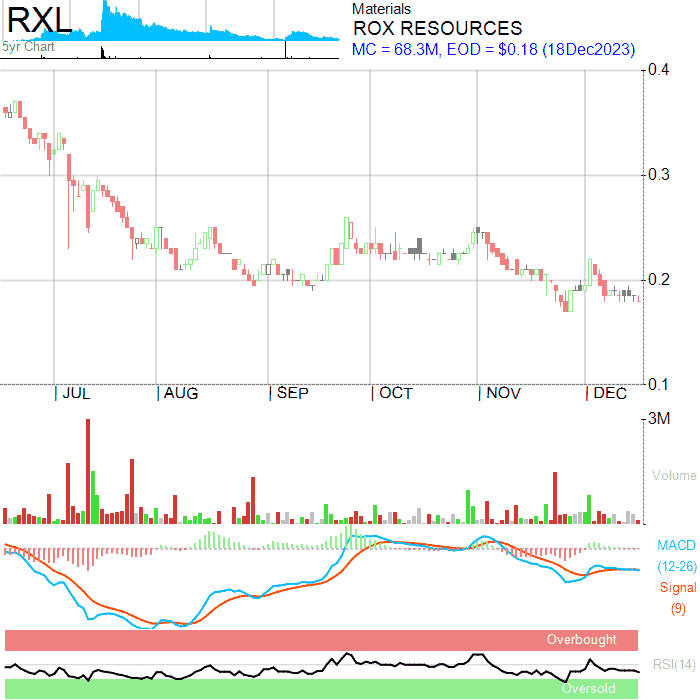 RXL
5yr Chart
Materials
ROX RESOURCES
MC = 68.3M, EOD = $0.18 (18Dec2023)
0.4
0.3
0.2
0.1
JUL
AUG
SEP
OCT
NOV
DEC
3M
Volume
MACD
(12-26)
Signal
(9)
Overbought
RSI(14)
Oversold